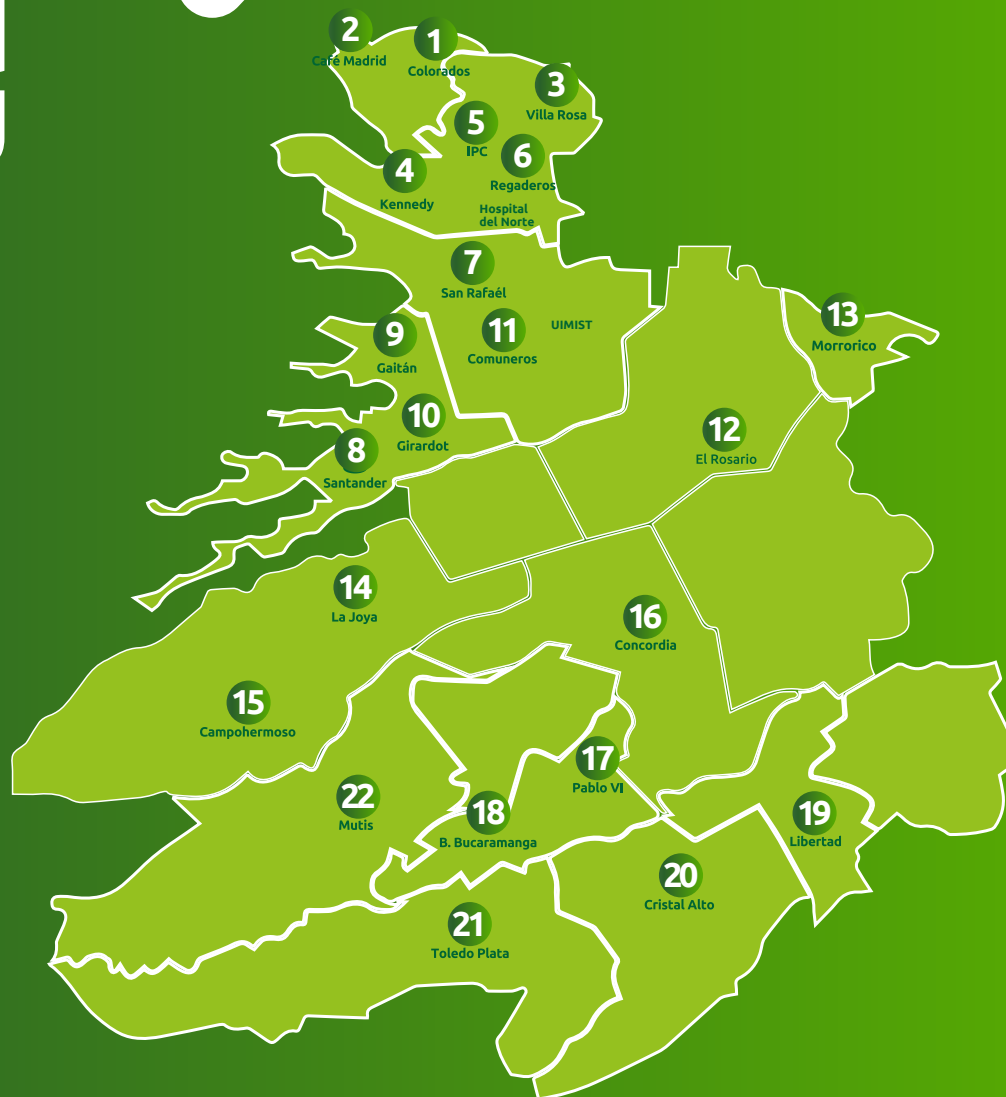 2
Café Madrid
1
Colorados
3
Villa Rosa
5
IPC
6
Regaderos
4
Kennedy
Hospital
del Norte
7
San Rafaél
9
Gaitán
11
Comuneros
UIMIST
13
Morrorico
10
Girardot
8
Santander
12
El Rosario
14
La Joya
16
Concordia
15
Campohermoso
17
Pablo VI
22
Mutis
18
B. Bucaramanga
19
Libertad
20
Cristal Alto
21
Toledo Plata